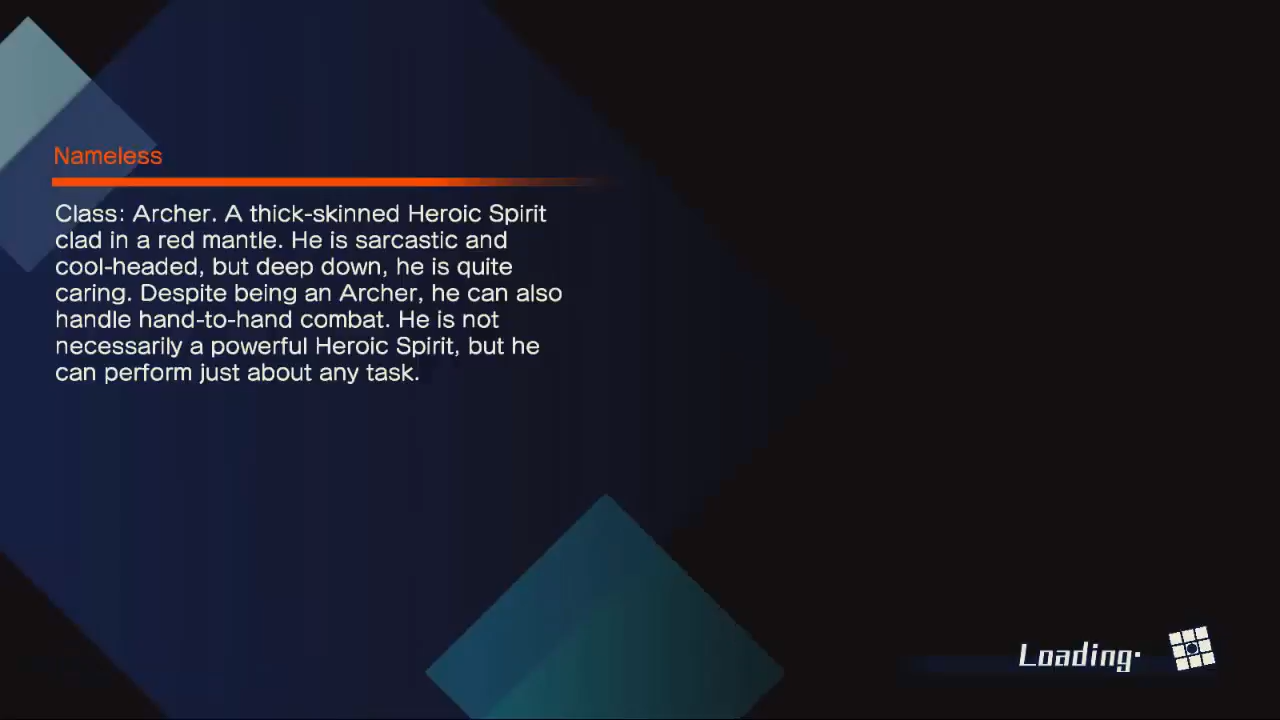 Nameless
Class: Archer. A thick-skinned Heroic Spirit
clad in a red mantle. He is sarcastic and
cool-headed, but deep down, he is quite
caring. Despite being an Archer, he can also
handle hand-to-hand combat. He is not
necessarily a powerful Heroic Spirit, but he
can perform just about any task.
Loading·